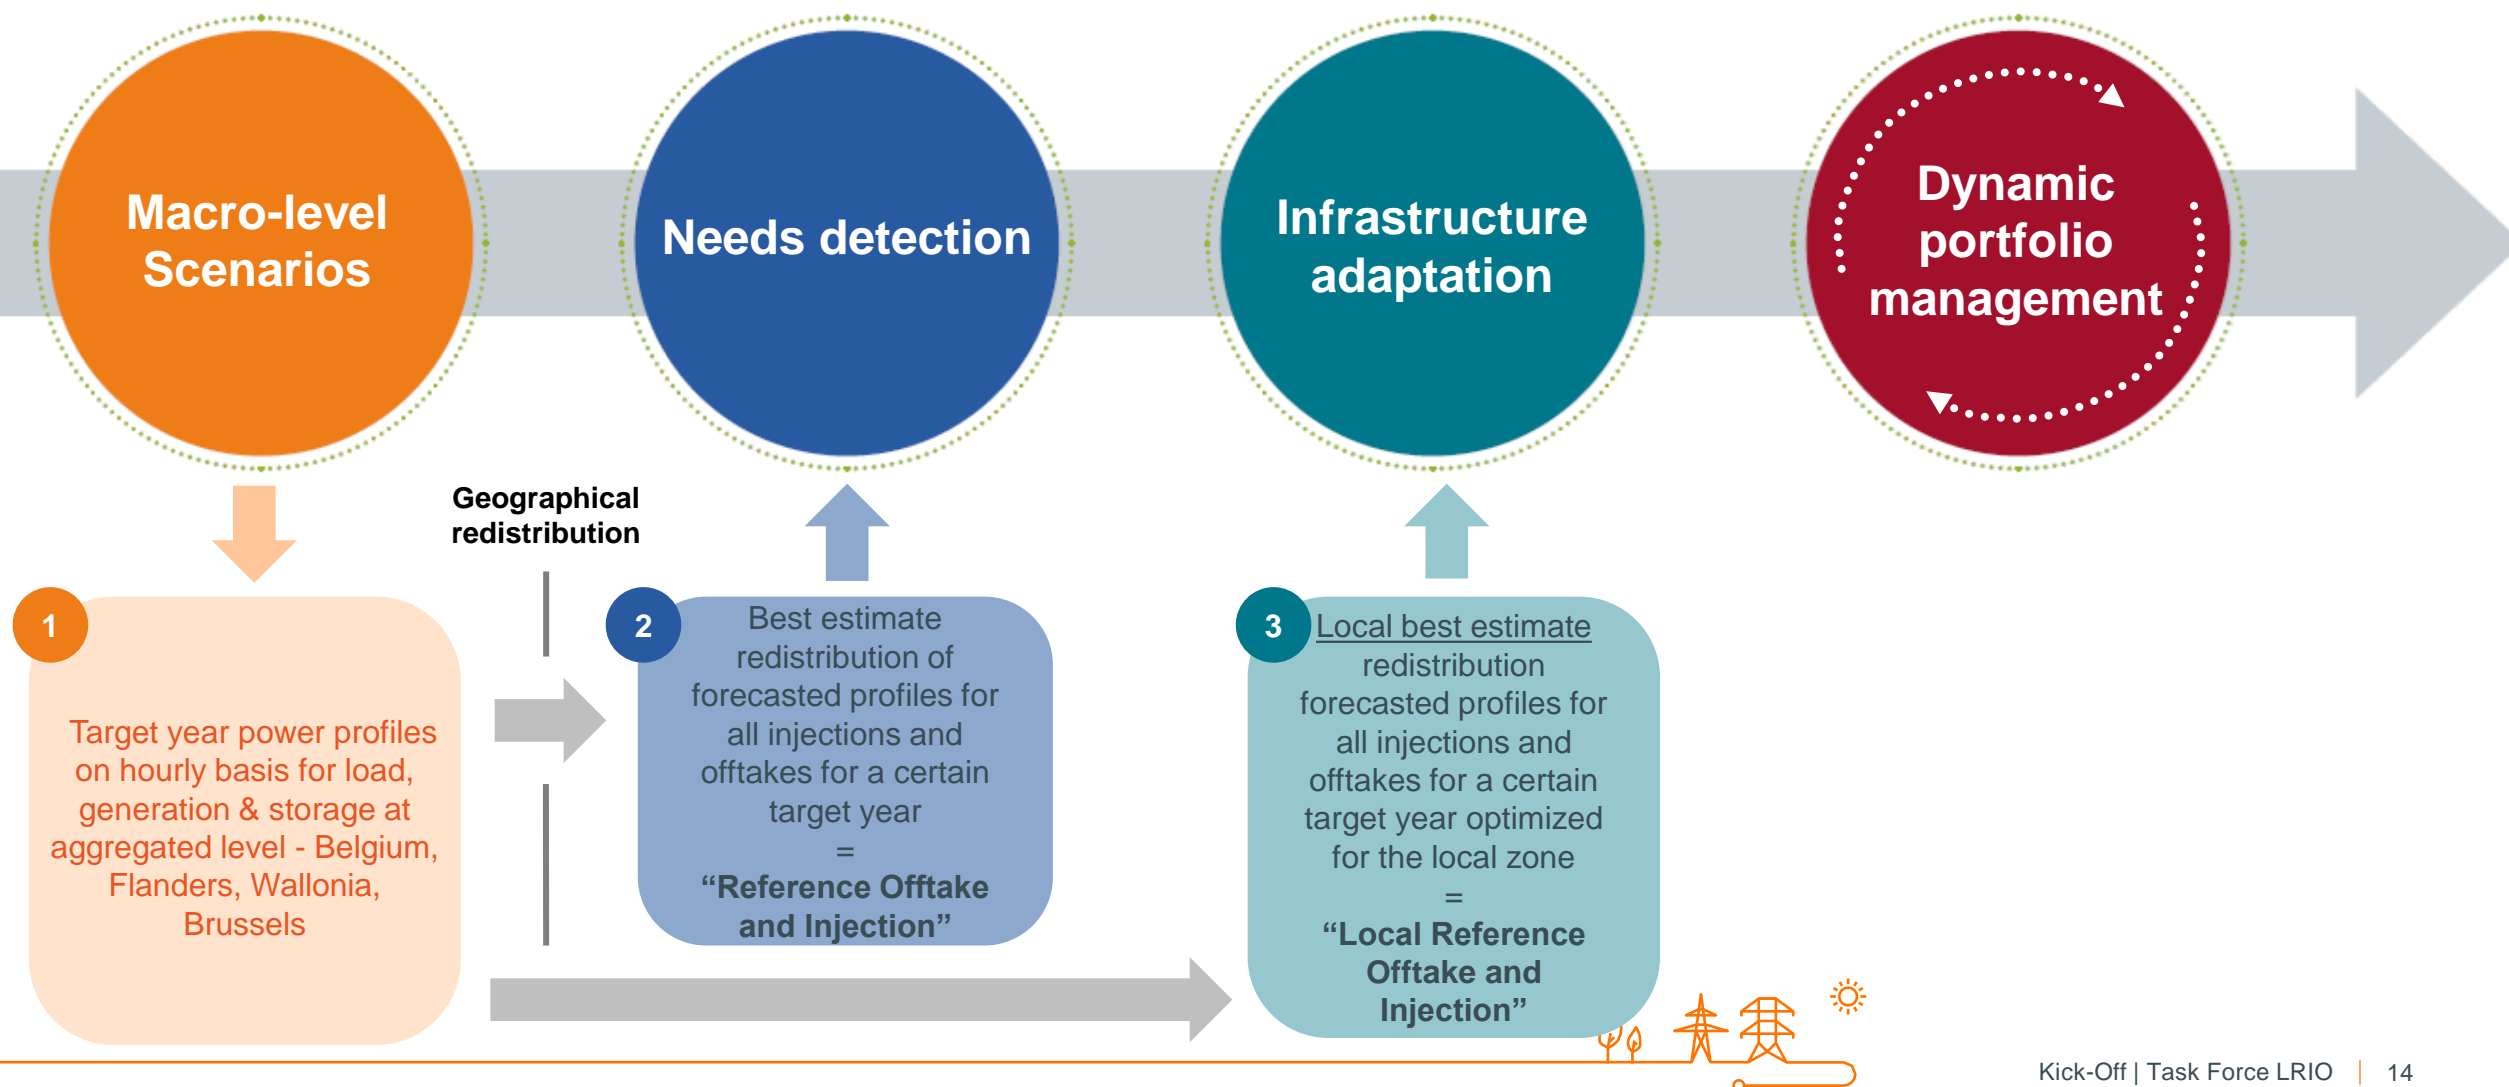 Macro-level
Scenarios
Needs detection
Infrastructure
adaptation
Dynamic
portfolio
management
Geographical
redistribution
1
Target year power profiles
on hourly basis for load,
generation & storage at
aggregated level - Belgium,
Flanders, Wallonia,
Brussels
2
Best estimate
redistribution of
forecasted profiles for
all injections and
offtakes for a certain
target year
=
“Reference Offtake
and Injection”
3
Local best estimate
redistribution
forecasted profiles for
all injections and
offtakes for a certain
target year optimized
for the local zone
=
“Local Reference
Offtake and
Injection”
Kick-Off | Task Force LRIO | 14